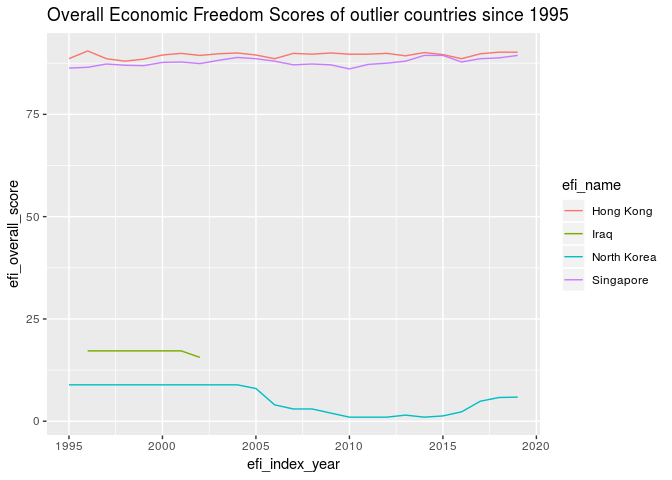 Overall Economic Freedom Scores of outlier countries since 1995
efi_overall_score
75
50
25
0
1995 2000 2005 2010 2015 2020
efi_index_year
efi_name
Hong Kong
Iraq
North Korea
Singapore